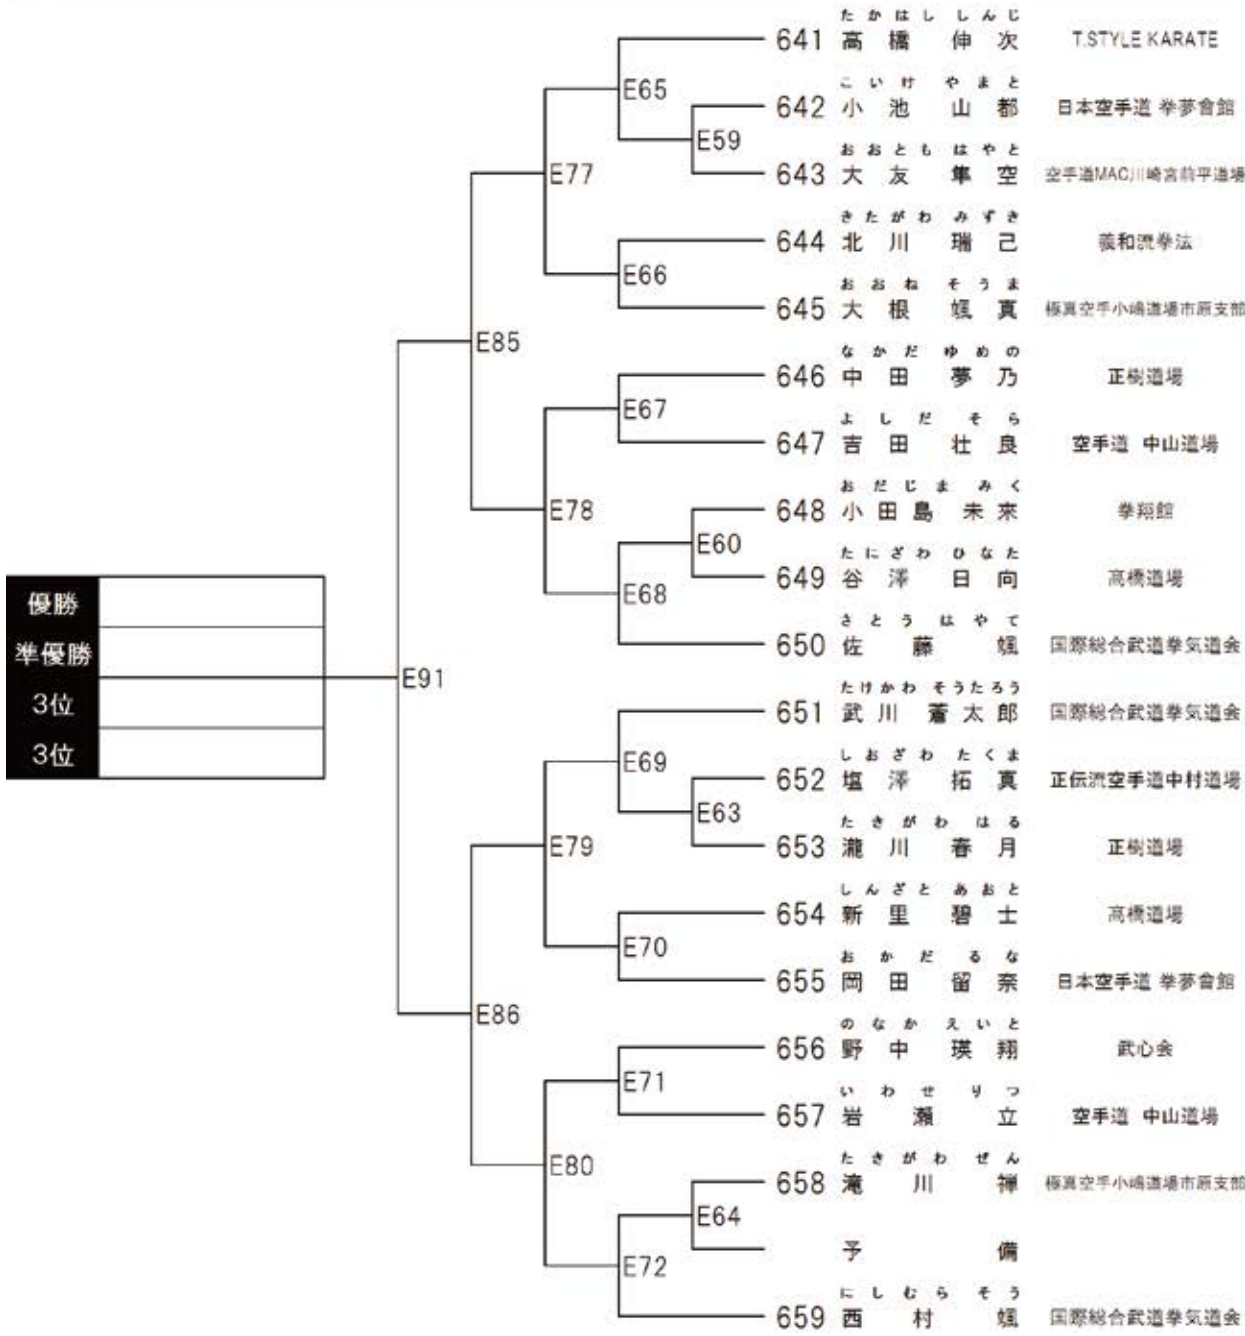 たかはし しんじ
641 高橋 伸次 T.STYLE KARATE
E65
こいけ やまと
642 小池 山都 日本空手道 拳夢會館
E59
おおとも はやと
643 大友 隼空 空手道MAC川崎宮前平道場
E77
きたがわ みずき
644 北川 瑞己 義和流拳法
E66
おおね そうま
645 大根 颯真 極真空手小嶋道場市原支部
E85
なかだ ゆめの
646 中田 夢乃 正樹道場
E67
よしだ そら
647 吉田 壮良 空手道 中山道場
E78
おだじま みく
648 小田島 未来 拳翔館
E60
たにざわ ひなた
649 谷澤 日向 高橋道場
E68
さとう はやて
650 佐藤 颯 国際総合武道拳気道会
優勝
準優勝
3位
3位
E91
たけかわ そうたろう
651 武川 蒼太郎 国際総合武道拳気道会
E69
しおざわ たくま
652 塩澤 拓真 正伝流空手道中村道場
E63
たきがわ はる
653 瀧川 春月 正樹道場
E79
しんざと あおと
654 新里 碧士 高橋道場
E70
おかだ るな
655 岡田 留奈 日本空手道 拳夢會館
E86
のなか えいと
656 野中 瑛翔 武心会
E71
いわせ りつ
657 岩瀬 立 空手道 中山道場
E80
たきがわ ぜん
658 滝川 禅 極真空手小嶋道場市原支部
E64
予備
E72
にしむら そう
659 西村 颯 国際総合武道拳気道会